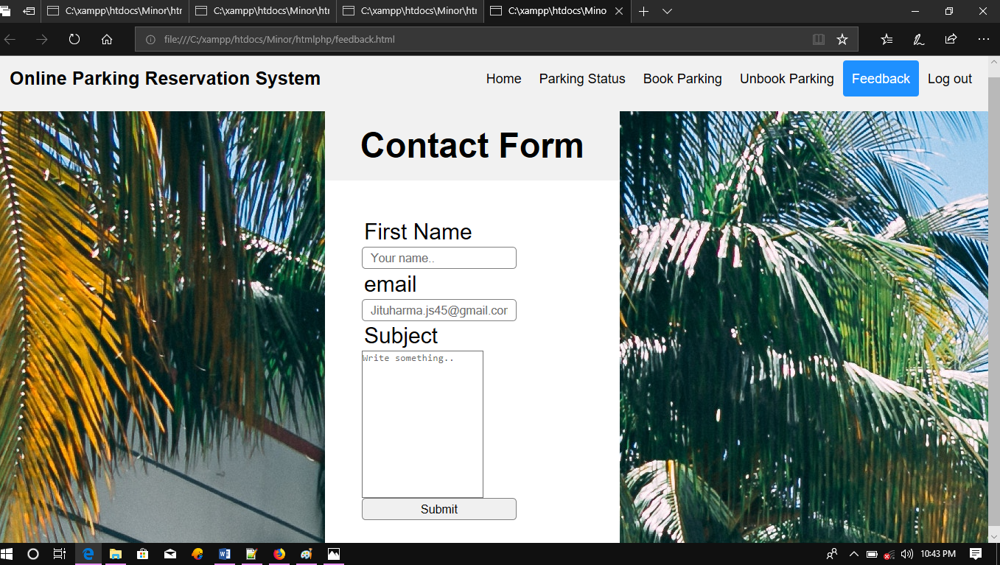 C:\xampp\htdocs\Minor\htr C:\xampp\htdocs\Minor\htr C:\xampp\htdocs\Minor\htr C:\xampp\htdocs\Mino
file:///C:/xampp/htdocs/Minor/htmlphp/feedback.html
Online Parking Reservation System Home Parking Status Book Parking Unbook Parking Feedback Log out
Contact Form
First Name
Your name..
email
Jituharma.js45@gmail.cor
Subject
Write something..
Submit
10:43 PM